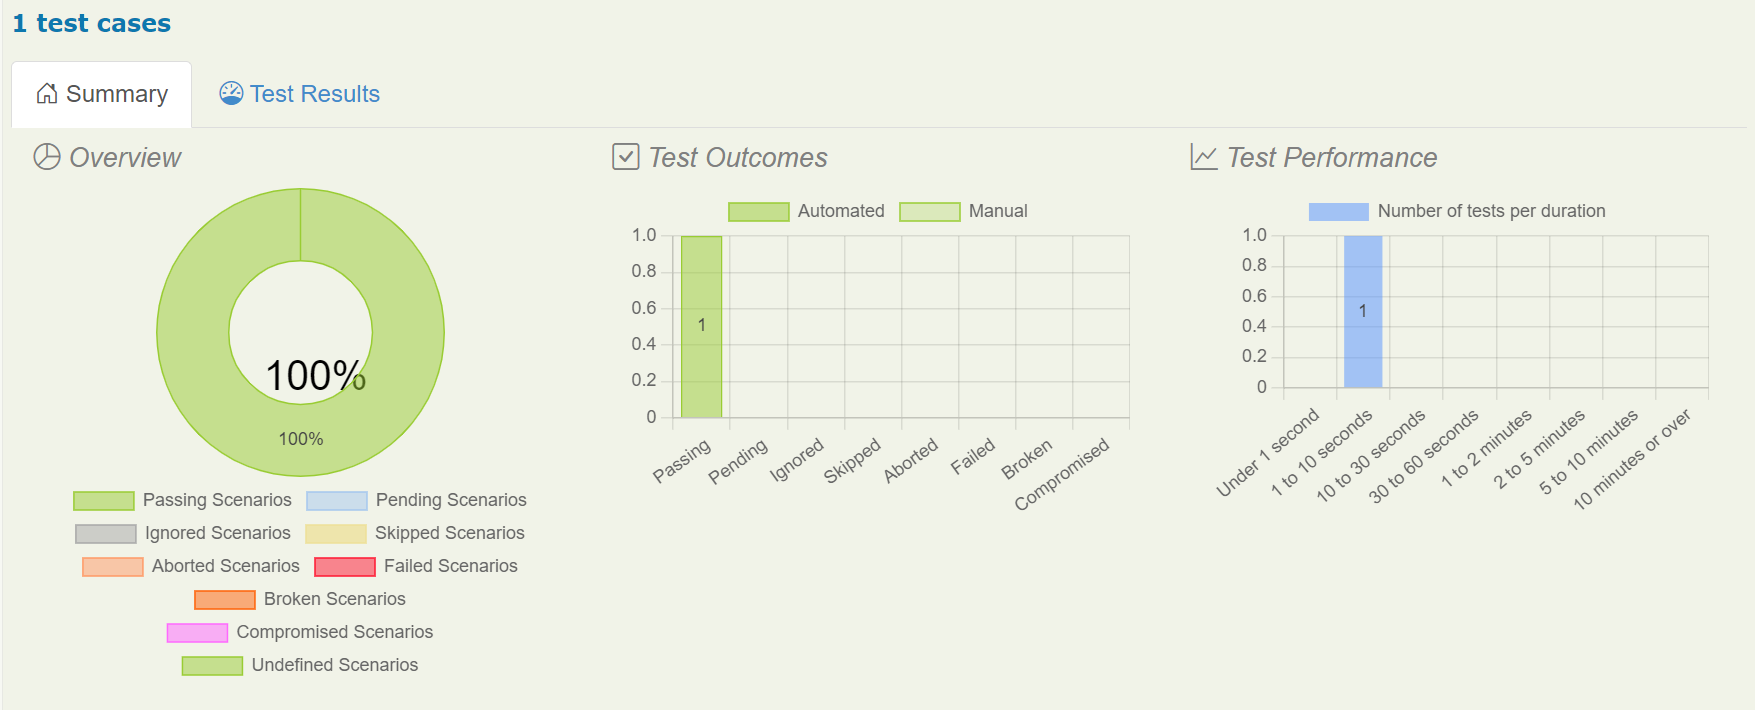 1 test cases
Summary
Test Results
Overview
100%
100%
Passing Scenarios
Pending Scenarios
Ignored Scenarios
Skipped Scenarios
Aborted Scenarios
Failed Scenarios
Broken Scenarios
Compromised Scenarios
Undefined Scenarios
Test Outcomes
Automated
Manual
1.0
0.8
0.6
0.4
0.2
0
1
Passing
Pending
Ignored
Skipped
Aborted
Failed
Broken
Compromised
Test Performance
Number of tests per duration
1.0
0.8
0.6
0.4
0.2
0
1
Under 1 second
1 to 10 seconds
10 to 30 seconds
30 to 60 seconds
1 to 2 minutes
2 to 5 minutes
5 to 10 minutes
10 minutes or over